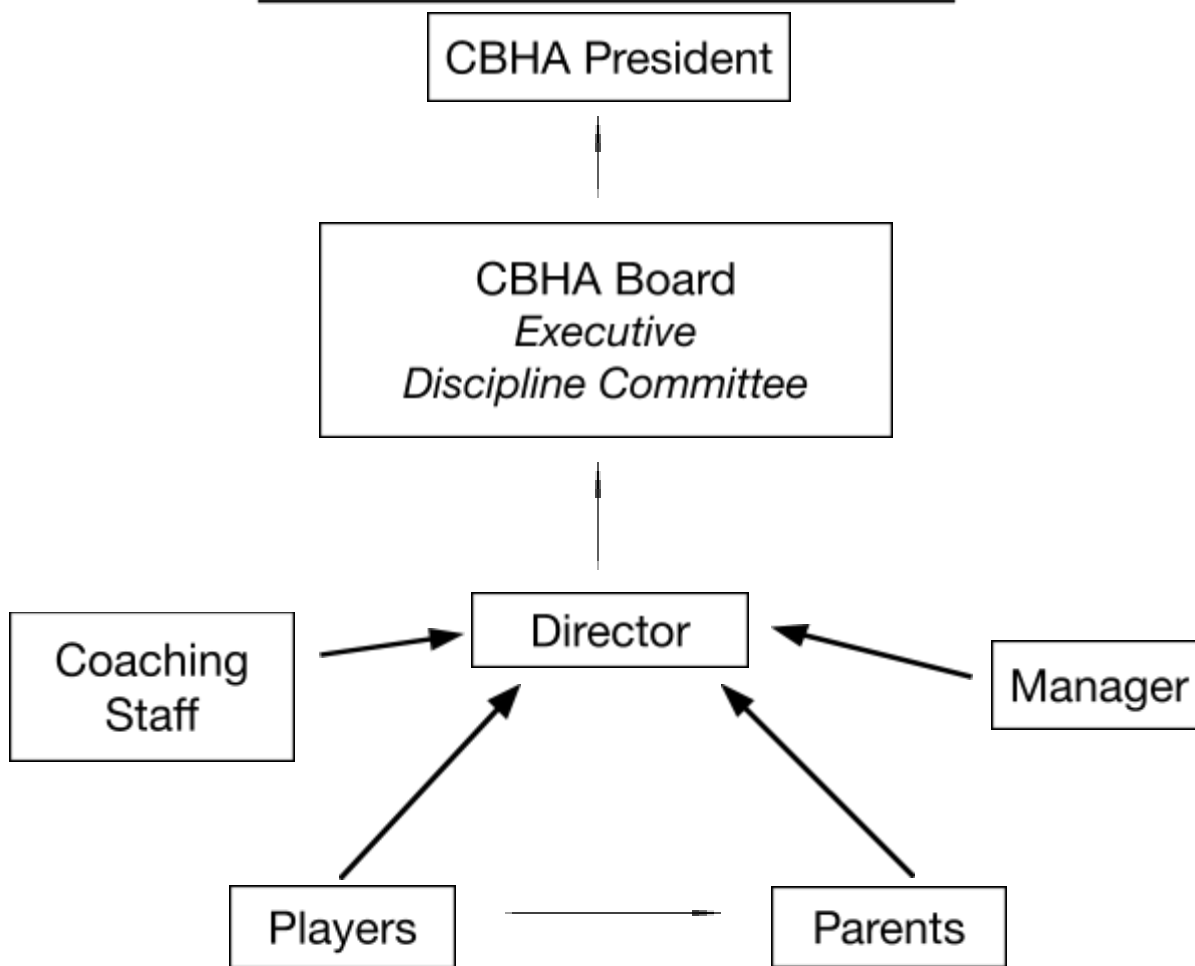 CBHA President
CBHA Board
Executive
Discipline Committee
Director
Coaching
Staff
Manager
Players
Parents